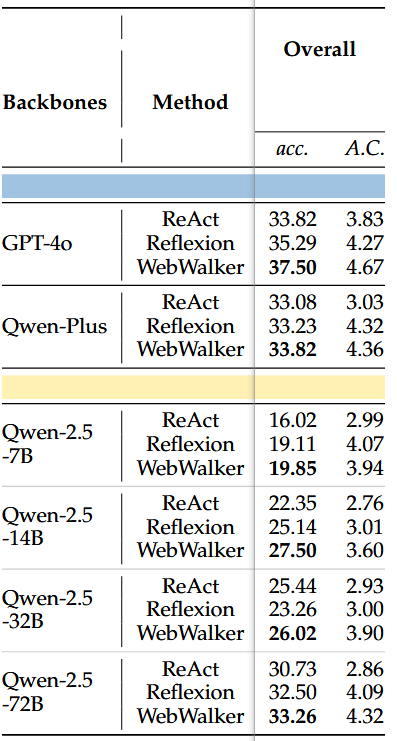 Overall
Backbones Method
acc. A.C.
ReAct 33.82 3.83
GPT-4o Reflexion 35.29 4.27
WebWalker 37.50 4.67
ReAct 33.08 3.03
Qwen-Plus Reflexion 33.23 4.32
WebWalker 33.82 4.36
Qwen-2.5 ReAct 16.02 2.99
-7B Reflexion 19.11 4.07
WebWalker 19.85 3.94
Qwen-2.5 ReAct 22.35 2.76
-14B Reflexion 25.14 3.01
WebWalker 27.50 3.60
Qwen-2.5 ReAct 25.44 2.93
-32B Reflexion 23.26 3.00
WebWalker 26.02 3.90
Qwen-2.5 ReAct 30.73 2.86
-72B Reflexion 32.50 4.09
WebWalker 33.26 4.32